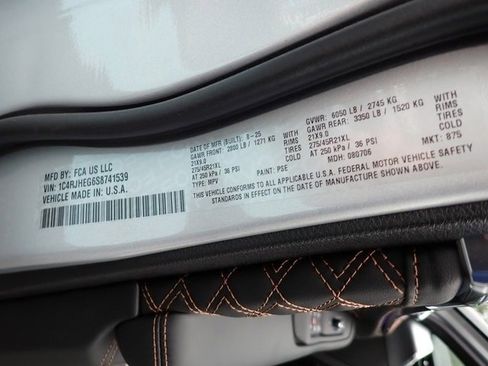 MFD BY: FCA US LLC
DATE OF MFR (BUILT): 8-25
GVWR: 6050 LB / 2745 KG
GAWR FRONT: 2800 LB / 1271 KG WITH
GAWR REAR: 3350 LB / 1520 KG WITH
21X9.0 RIMS
21X9.0 RIMS
275/45R21XL TIRES
275/45R21XL TIRES
AT 250 kPa / 36 PSI
AT 250 kPa / 36 PSI
VIN: 1C4RJHEG6S8741539
TYPE: MPV
PAINT: PSE
MDH: 080706
MKT: 875
VEHICLE MADE IN: U.S.A.
THIS VEHICLE CONFORMS TO ALL APPLICABLE U.S.A. FEDERAL MOTOR VEHICLE SAFETY
STANDARDS IN EFFECT ON THE DATE OF MANUFACTURE SHOWN ABOVE